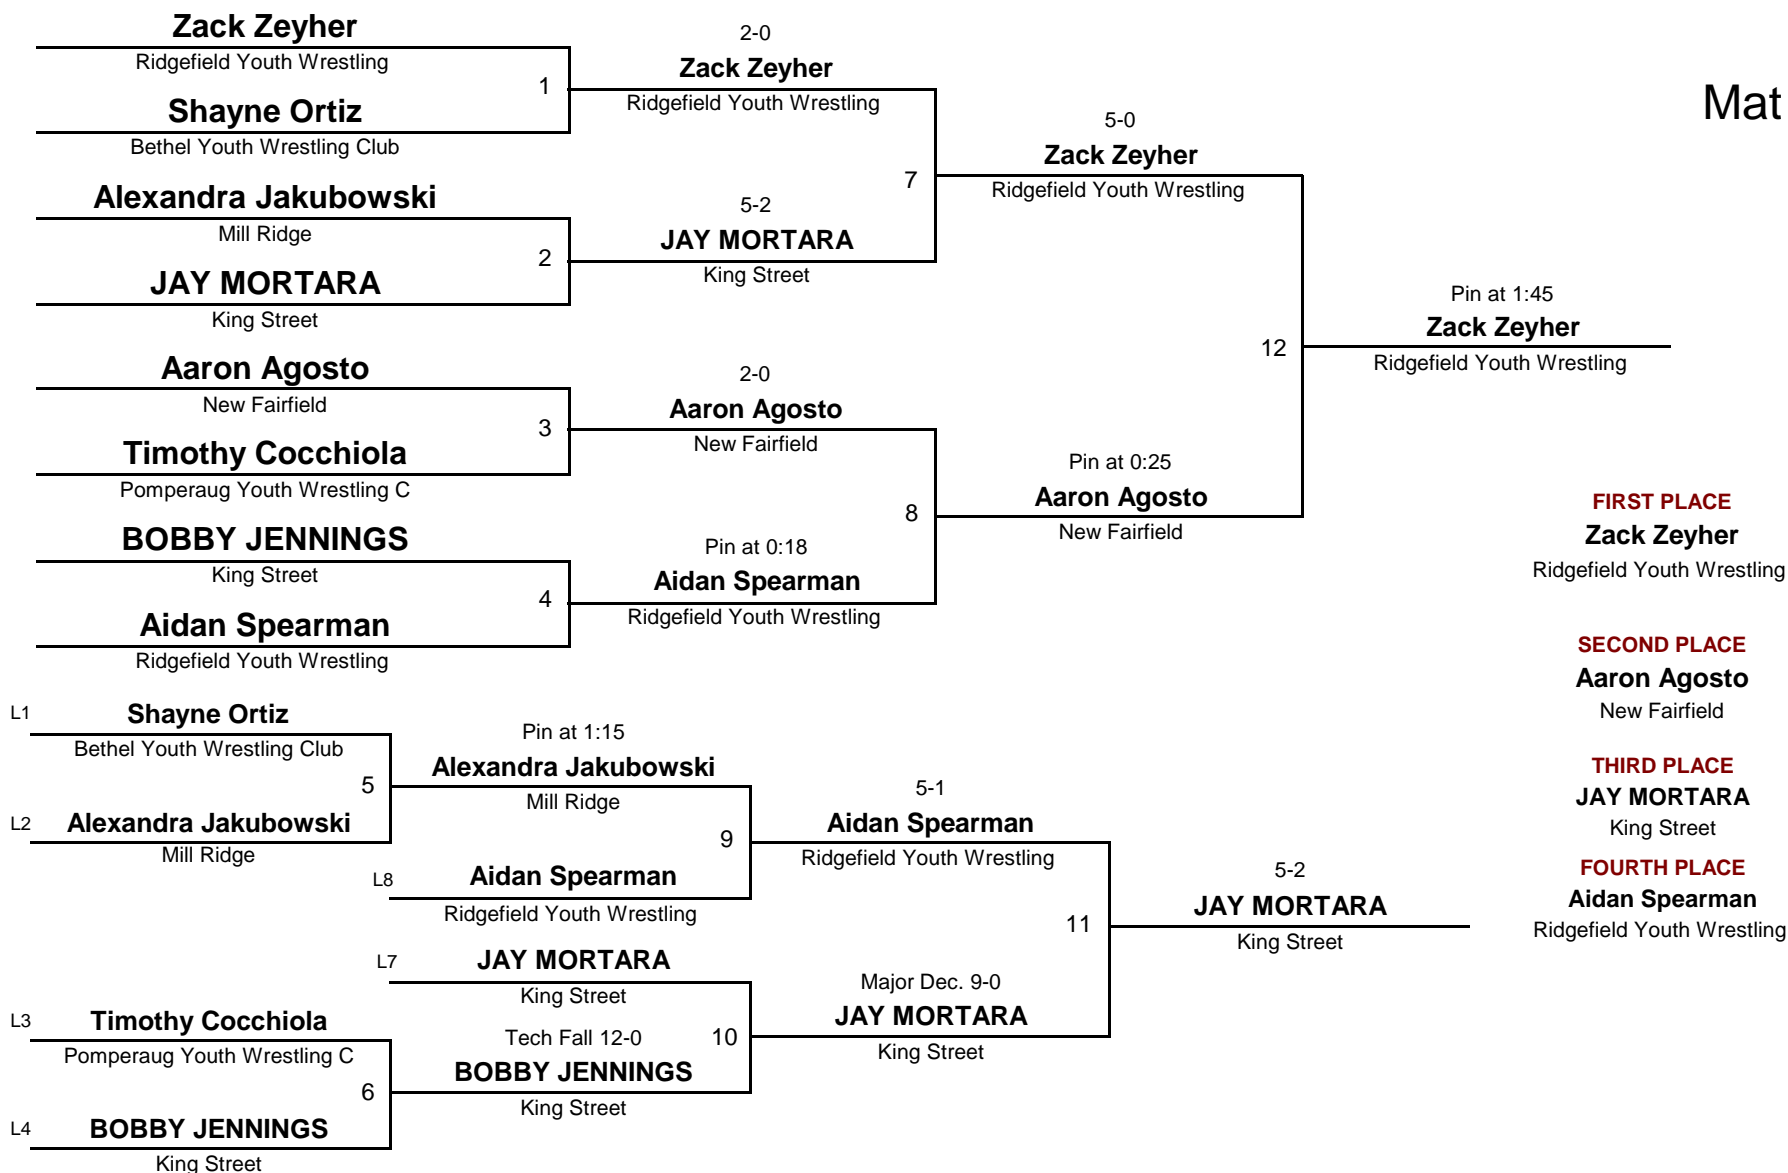 Zack Zeyher
Ridgefield Youth Wrestling
1
Shayne Ortiz
Bethel Youth Wrestling Club
2-0
Zack Zeyher
Ridgefield Youth Wrestling
Mat
Alexandra Jakubowski
Mill Ridge
2
JAY MORTARA
King Street
5-2
JAY MORTARA
King Street
7
5-0
Zack Zeyher
Ridgefield Youth Wrestling
Aaron Agosto
New Fairfield
3
Timothy Cocchiola
Pomperaug Youth Wrestling C
2-0
Aaron Agosto
New Fairfield
BOBBY JENNINGS
King Street
4
Aidan Spearman
Ridgefield Youth Wrestling
Pin at 0:18
Aidan Spearman
Ridgefield Youth Wrestling
8
Pin at 0:25
Aaron Agosto
New Fairfield
12
Pin at 1:45
Zack Zeyher
Ridgefield Youth Wrestling
FIRST PLACE
Zack Zeyher
Ridgefield Youth Wrestling
SECOND PLACE
Aaron Agosto
New Fairfield
THIRD PLACE
JAY MORTARA
King Street
FOURTH PLACE
Aidan Spearman
Ridgefield Youth Wrestling
L1 Shayne Ortiz
Bethel Youth Wrestling Club
5
L2 Alexandra Jakubowski
Mill Ridge
Pin at 1:15
Alexandra Jakubowski
Mill Ridge
9
L8 Aidan Spearman
Ridgefield Youth Wrestling
5-1
Aidan Spearman
Ridgefield Youth Wrestling
L7 JAY MORTARA
King Street
10
L3 Timothy Cocchiola
Pomperaug Youth Wrestling C
6
L4 BOBBY JENNINGS
King Street
Tech Fall 12-0
BOBBY JENNINGS
King Street
Major Dec. 9-0
JAY MORTARA
King Street
11
5-2
JAY MORTARA
King Street